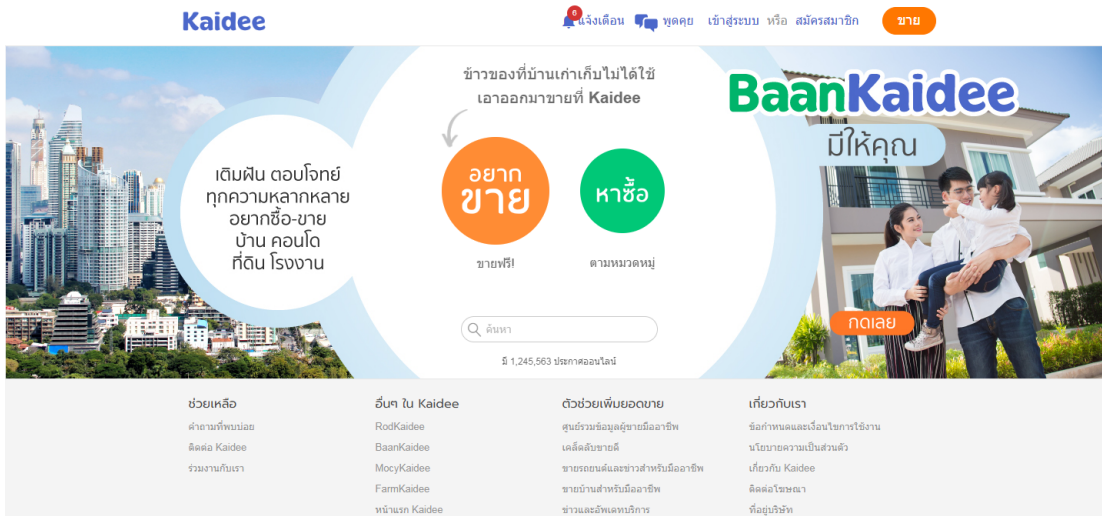 Kaidee
6
แจ้งเตือน พูดคุย เข้าสู่ระบบ หรือ สมัครสมาชิก ขาย
ข้าวของที่บ้านเก่าเก็บไม่ได้ใช้
เอาออกมาขายที่ Kaidee
อยาก
ขาย
หาซื้อ
ขายฟรี!
ตามหมวดหมู่
ค้นหา
มี 1,245,563 ประกาศออนไลน์
เติมฝัน ตอบโจทย์
ทุกความหลากหลาย
อยากซื้อ-ขาย
บ้าน คอนโด
ที่ดิน โรงงาน
BaanKaidee
มีให้คุณ
กดเลย
ช่วยเหลือ
คำถามที่พบบ่อย
ติดต่อ Kaidee
ร่วมงานกับเรา
อื่นๆ ใน Kaidee
RodKaidee
BaanKaidee
MocyKaidee
FarmKaidee
หน้าแรก Kaidee
ตัวช่วยเพิ่มยอดขาย
ศูนย์รวมข้อมูลผู้ขายมืออาชีพ
เคล็ดลับขายดี
ขายรถยนต์และข่าวสำหรับมืออาชีพ
ขายบ้านสำหรับมืออาชีพ
ข่าวและอัพเดทบริการ
เกี่ยวกับเรา
ข้อกำหนดและเงื่อนไขการใช้งาน
นโยบายความเป็นส่วนตัว
เกี่ยวกับ Kaidee
ติดต่อโฆษณา
ที่อยู่บริษัท